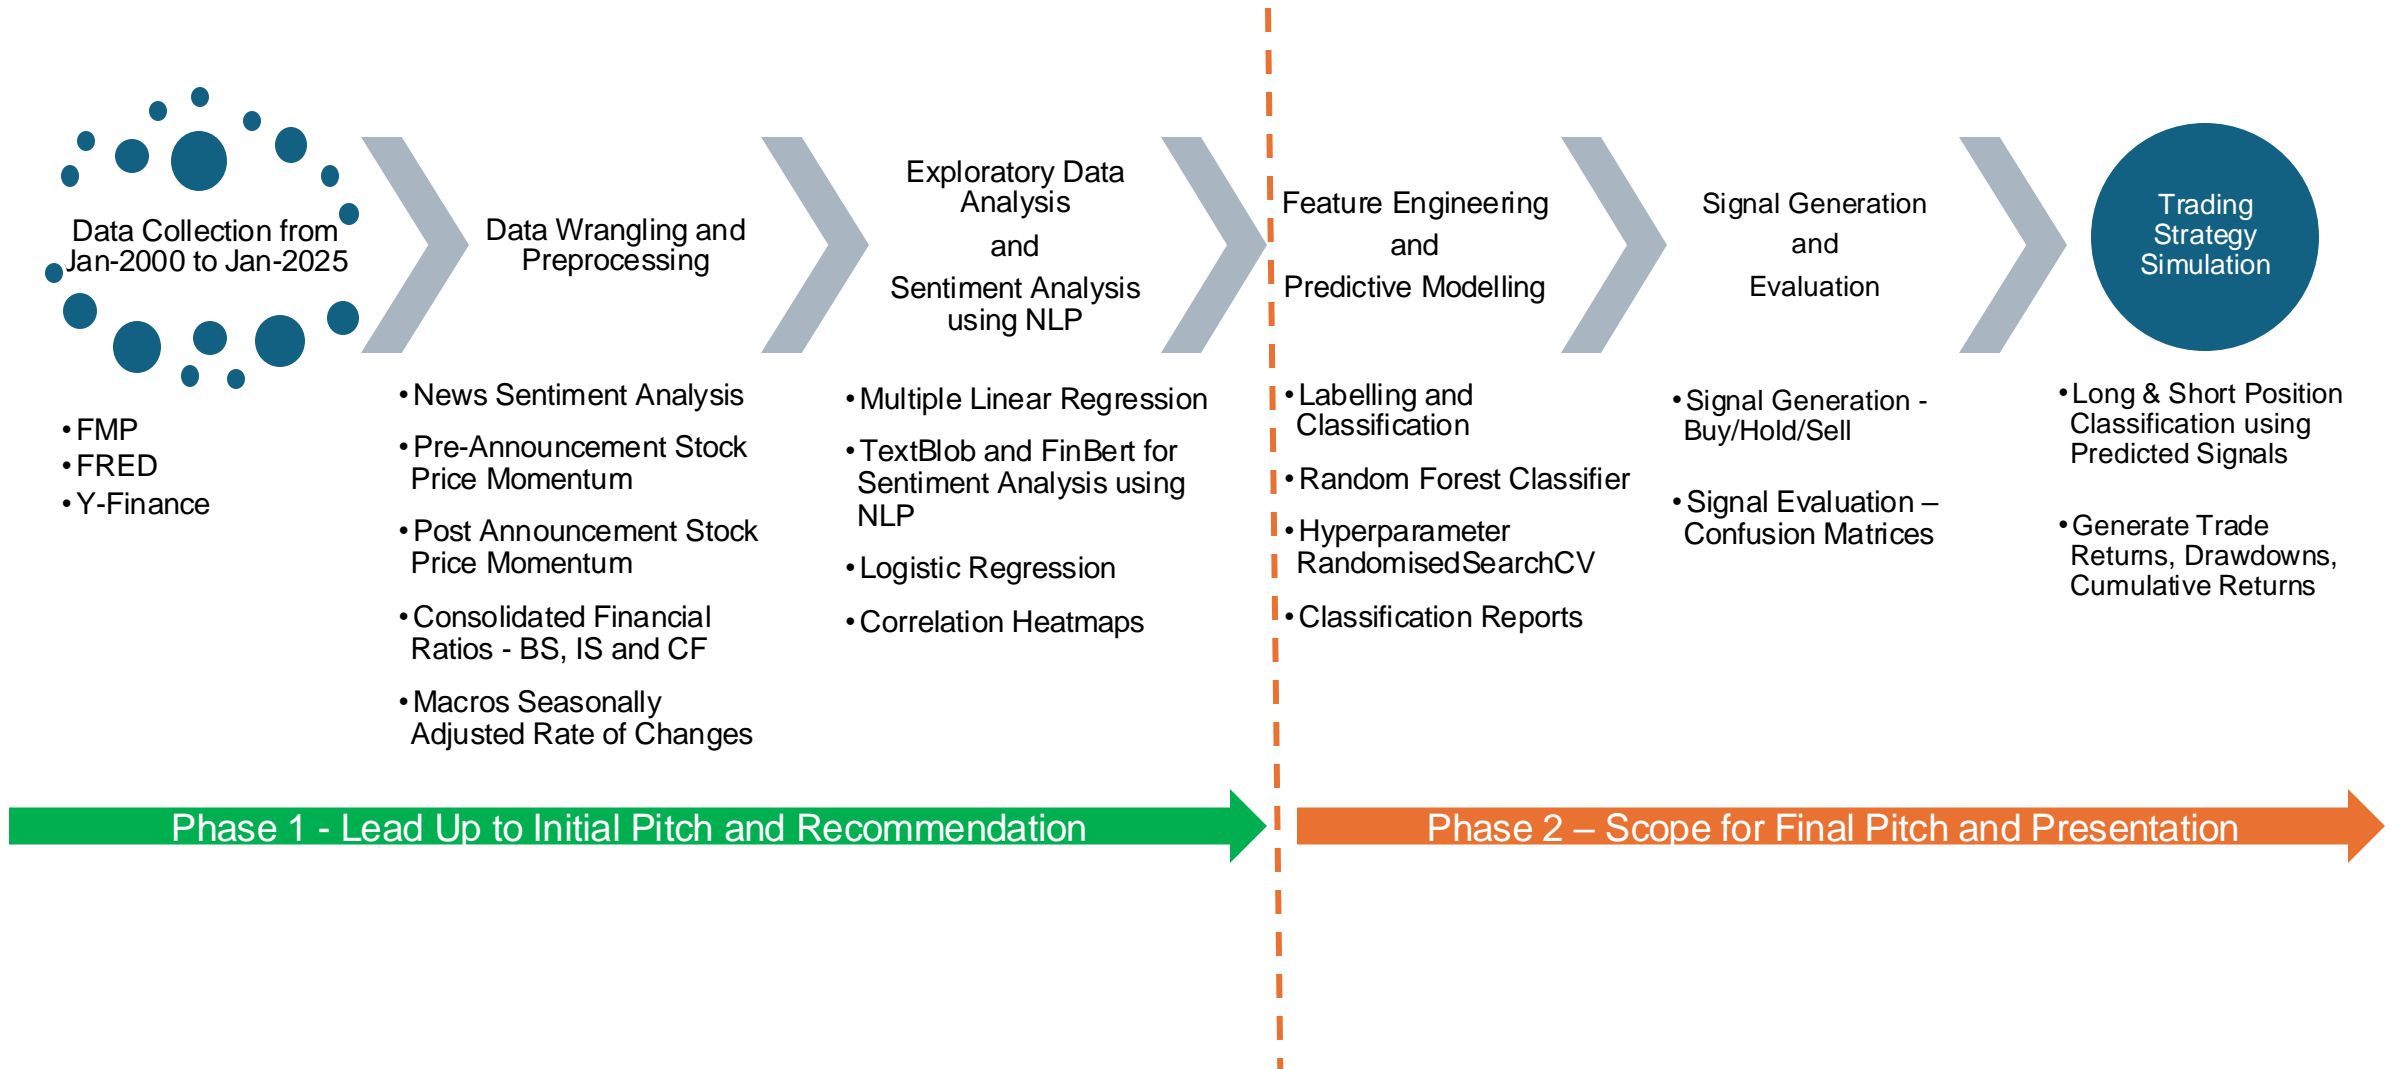 Data Collection from
Jan-2000 to Jan-2025
•FMP
•FRED
•Y-Finance
Data Wrangling and
Preprocessing
•News Sentiment Analysis
•Pre-Announcement Stock
Price Momentum
•Post Announcement Stock
Price Momentum
•Consolidated Financial
Ratios - BS, IS and CF
•Macros Seasonally
Adjusted Rate of Changes
Exploratory Data
Analysis
and
Sentiment Analysis
using NLP
•Multiple Linear Regression
•TextBlob and FinBert for
Sentiment Analysis using
NLP
•Logistic Regression
•Correlation Heatmaps
Feature Engineering
and
Predictive Modelling
•Labelling and
Classification
•Random Forest Classifier
•Hyperparameter
RandomisedSearchCV
•Classification Reports
Signal Generation
and
Evaluation
•Signal Generation -
Buy/Hold/Sell
•Signal Evaluation –
Confusion Matrices
Trading
Strategy
Simulation
•Long & Short Position
Classification using
Predicted Signals
•Generate Trade
Returns, Drawdowns,
Cumulative Returns
Phase 1 - Lead Up to Initial Pitch and Recommendation
Phase 2 – Scope for Final Pitch and Presentation